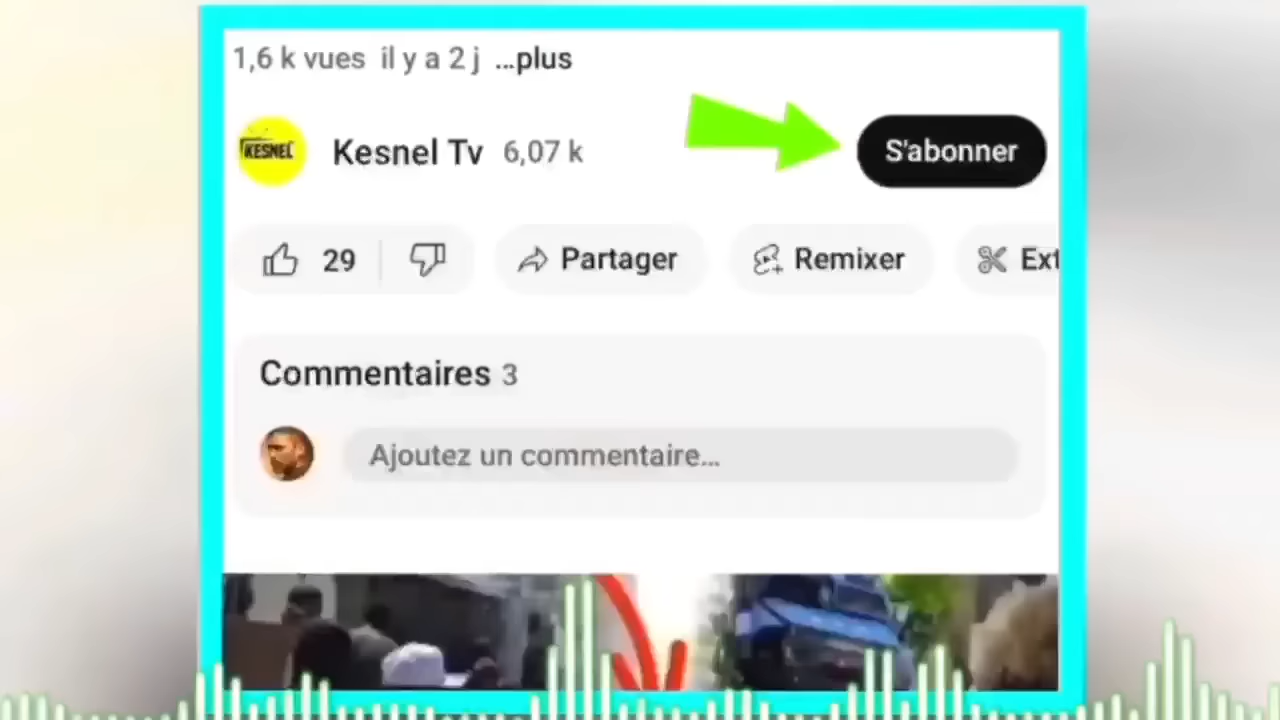 1,6 k vues il y a 2 j ...plus
KESNEL
Kesnel Tv 6,07 k
S'abonner
29
Partager
Remixer
Ext
Commentaires 3
Ajoutez un commentaire...